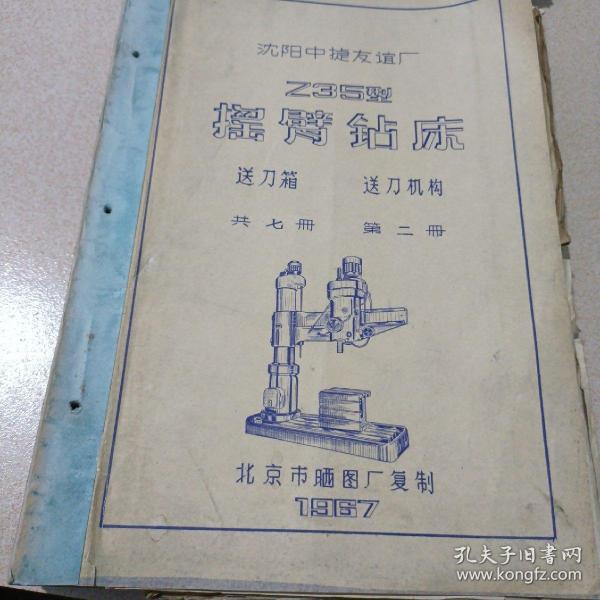 沈阳中捷友谊厂
Z35型
摇臂钻床
送刀箱 送刀机构
共七册 第二册
北京市晒图厂复制
1967
孔夫子旧书网
www.kongfz.com